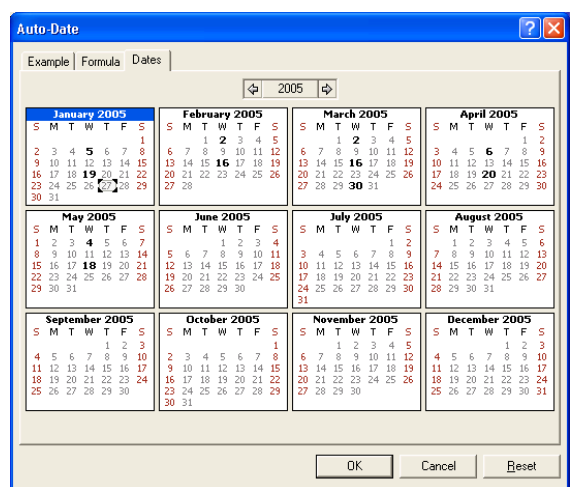 Auto-Date
Example Formula Dates
2005
January 2005
S M T W T F S
1
2 3 4 5 6 7 8
9 10 11 12 13 14 15
16 17 18 19 20 21 22
23 24 25 26 27 28 29
30 31
February 2005
S M T W T F S
1 2 3 4 5
6 7 8 9 10 11 12
13 14 15 16 17 18 19
20 21 22 23 24 25 26
27 28
March 2005
S M T W T F S
1 2 3 4 5
6 7 8 9 10 11 12
13 14 15 16 17 18 19
20 21 22 23 24 25 26
27 28 29 30 31
April 2005
S M T W T F S
1 2
3 4 5 6 7 8 9
10 11 12 13 14 15 16
17 18 19 20 21 22 23
24 25 26 27 28 29 30
May 2005
S M T W T F S
1 2 3 4 5 6 7
8 9 10 11 12 13 14
15 16 17 18 19 20 21
22 23 24 25 26 27 28
29 30 31
June 2005
S M T W T F S
1 2 3 4
5 6 7 8 9 10 11
12 13 14 15 16 17 18
19 20 21 22 23 24 25
26 27 28 29 30
July 2005
S M T W T F S
1 2
3 4 5 6 7 8 9
10 11 12 13 14 15 16
17 18 19 20 21 22 23
24 25 26 27 28 29 30
31
August 2005
S M T W T F S
1 2 3 4 5 6
7 8 9 10 11 12 13
14 15 16 17 18 19 20
21 22 23 24 25 26 27
28 29 30 31
September 2005
S M T W T F S
1 2 3
4 5 6 7 8 9 10
11 12 13 14 15 16 17
18 19 20 21 22 23 24
25 26 27 28 29 30
October 2005
S M T W T F S
1
2 3 4 5 6 7 8
9 10 11 12 13 14 15
16 17 18 19 20 21 22
23 24 25 26 27 28 29
30 31
November 2005
S M T W T F S
1 2 3 4 5
6 7 8 9 10 11 12
13 14 15 16 17 18 19
20 21 22 23 24 25 26
27 28 29 30
December 2005
S M T W T F S
1 2 3
4 5 6 7 8 9 10
11 12 13 14 15 16 17
18 19 20 21 22 23 24
25 26 27 28 29 30 31
OK Cancel Reset